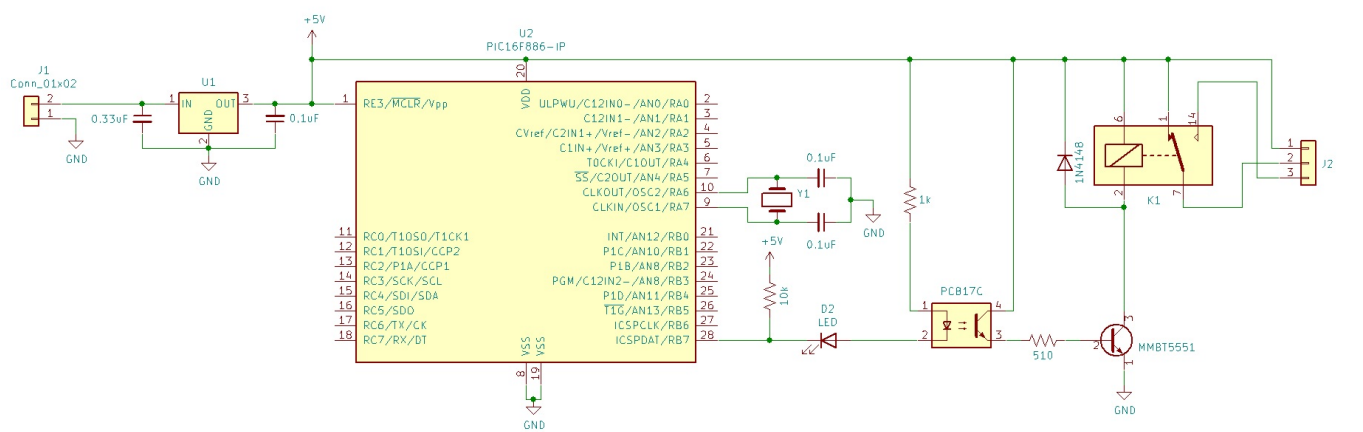 +5V
U2
PIC16F886-IP
J1
Conn_01x02
2
1
GND
0.33uF
U1
1 IN OUT 3
GND
2
GND
0.1uF
20
VDD
1 RE3/MCLR/Vpp
ULPWU/C12IN0-/AN0/RA0 2
C12IN1-/AN1/RA1 3
CVref/C2IN1+/Vref-/AN2/RA2 4
C1IN+/Vref+/AN3/RA3 5
T0CKI/C1OUT/RA4 6
SS/C2OUT/AN4/RA5 7
CLKOUT/OSC2/RA6 10
CLKIN/OSC1/RA7 9
11 RC0/T1OSO/T1CK1
12 RC1/T1OSI/CCP2
13 RC2/P1A/CCP1
14 RC3/SCK/SCL
15 RC4/SDI/SDA
16 RC5/SDO
17 RC6/TX/CK
18 RC7/RX/DT
INT/AN12/RB0 21
P1C/AN10/RB1 22
P1B/AN8/RB2 23
PGM/C12IN2-/AN8/RB3 24
P1D/AN11/RB4 25
T1G/AN13/RB5 26
ICSPCLK/RB6 27
ICSPDAT/RB7 28
VSS
VSS
8
19
GND
0.1uF
Y1
0.1uF
GND
+5V
10k
D2
LED
1k
PC817C
1
2
4
3
510
1N4148
6
1
14
2
7
K1
1
2
3
J2
3
2
1
MMBT5551
GND